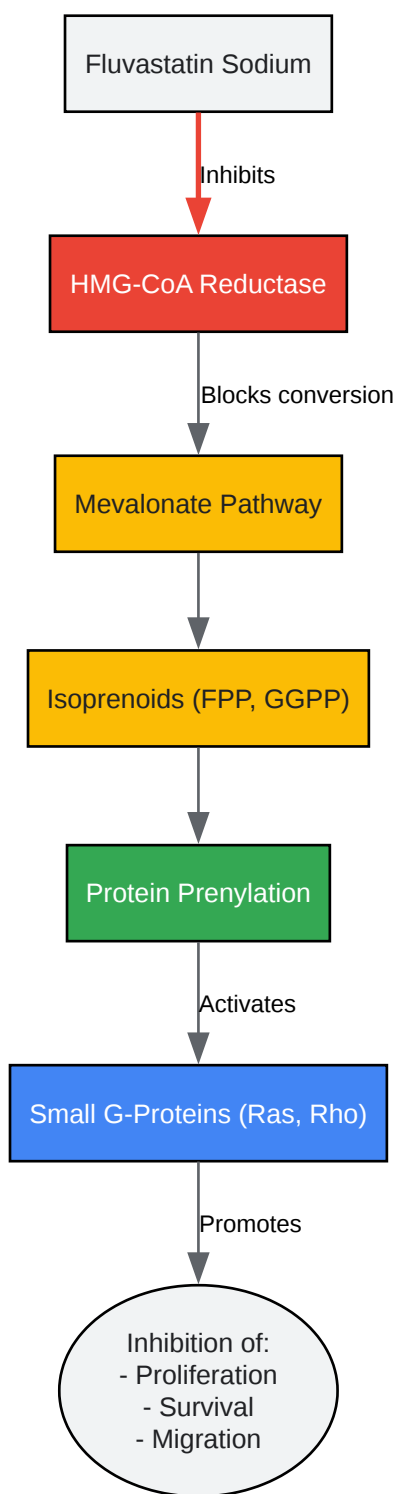 Fluvastatin Sodium
Inhibits
HMG-CoA Reductase
Blocks conversion
Mevalonate Pathway
Isoprenoids (FPP, GGPP)
Protein Prenylation
Activates
Small G-Proteins (Ras, Rho)
Promotes
Inhibition of:
- Proliferation
- Survival
- Migration